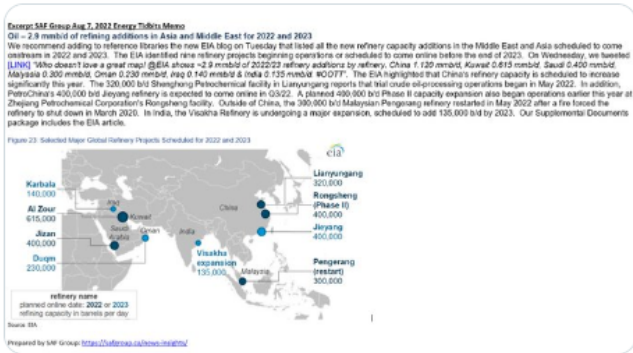 Excerpt SAF Group Aug 7, 2022 Energy Tidbits Memo
Oil – 2.9 mmb/d of refining additions in Asia and Middle East for 2022 and 2023
We recommend adding to reference libraries the new EIA blog on Tuesday that listed all the new refinery capacity additions in the Middle East and Asia scheduled to come
onstream in 2022 and 2023. The EIA identified nine refinery projects beginning operations or scheduled to come online before the end of 2023. On Wednesday, we tweeted
[LINK] "Who doesn't love a great map! @EIA shows ~2.9 mmb/d of 2022/23 refinery additions by refinery. China 1.120 mmb/d, Kuwait 0.615 mmb/d, Saudi 0.400 mmb/d,
Malyasia 0.300 mmb/d, Oman 0.230 mmb/d, Iraq 0.140 mmb/d & India 0.135 mmb/d. #OOTT". The EIA highlighted that China's refinery capacity is scheduled to increase
significantly this year. The 320,000 b/d Shenghong Petrochemical facility in Lianyungang reports that trial crude oil-processing operations began in May 2022. In addition,
PetroChina's 400,000 b/d Jieyang refinery is expected to come online in Q3/22. A planned 400,000 b/d Phase II capacity expansion also began operations earlier this year at
Zhejiang Petrochemical Corporation's Rongsheng facility. Outside of China, the 300,000 b/d Malaysian Pengerang refinery restarted in May 2022 after a fire forced the
refinery to shut down in March 2020. In India, the Visakha Refinery is undergoing a major expansion, scheduled to add 135,000 b/d by 2023. Our Supplemental Documents
package includes the EIA article.
Figure 23: Selected Major Global Refinery Projects Scheduled for 2022 and 2023
eia
Karbala
140,000
Al Zour
615,000
Jizan
400,000
Duqm
230,000
Iraq
Kuwait
Saudi
Arabia
Oman
India
China
Malaysia
Visakha
expansion
135,000
Lianyungang
320,000
Rongsheng
(Phase II)
400,000
Jieyang
400,000
Pengerang
(restart)
300,000
refinery name
planned online date: 2022 or 2023
refining capacity in barrels per day
Source: EIA
Prepared by SAF Group: https://safgroup.ca/news-insights/